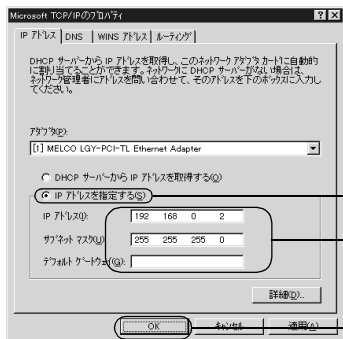 Microsoft TCP/IPのﾌﾟﾛﾊﾟﾃｨ
IP ｱﾄﾞﾚｽ DNS WINS ｱﾄﾞﾚｽ ﾙｰﾃｨﾝｸﾞ
DHCP ｻｰﾊﾞｰから IP ｱﾄﾞﾚｽを取得し、このﾈｯﾄﾜｰｸ ｱﾀﾞﾌﾟﾀ ｶｰﾄﾞに自動的
に割り当てることができます。ﾈｯﾄﾜｰｸに DHCP ｻｰﾊﾞｰがない場合は、
ﾈｯﾄﾜｰｸ管理者にｱﾄﾞﾚｽを問い合わせて、そのｱﾄﾞﾚｽを下のﾎﾞｯｸｽに入力し
てください。
ｱﾀﾞﾌﾟﾀ(P):
[1] MELCO LGY-PCI-TL Ethernet Adapter
DHCP ｻｰﾊﾞｰから IP ｱﾄﾞﾚｽを取得する(O)
IP ｱﾄﾞﾚｽを指定する(S)
IP ｱﾄﾞﾚｽ(I): 192 168 0 2
ｻﾌﾞﾈｯﾄ ﾏｽｸ(U): 255 255 255 0
ﾃﾞﾌｫﾙﾄ ｹﾞｰﾄｳｪｲ(G):
詳細(D)...
OK ｷｬﾝｾﾙ 適用(A)